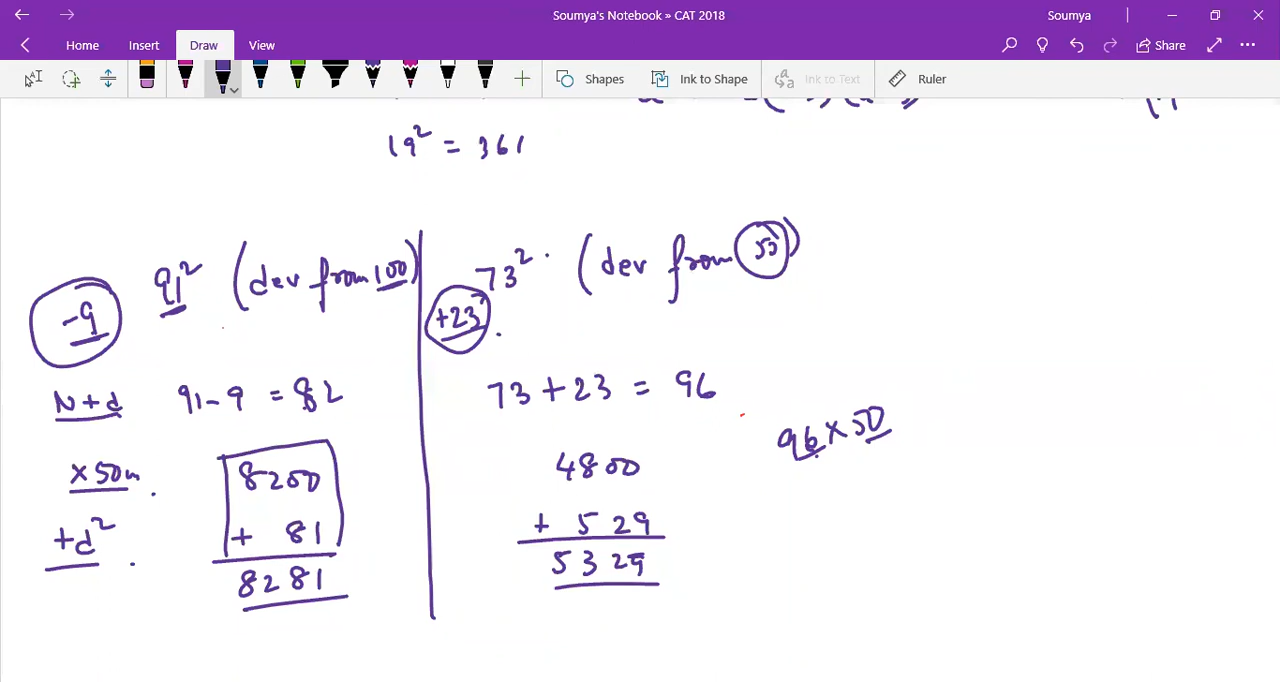 Soumya's Notebook » CAT 2018
Soumya
Home Insert Draw View
Share
Shapes
Ink to Shape
Ink to Text
Ruler
19² = 361
91² (dev from 100)
-9
N+d 91-9 = 82
×50m 8200
+d² + 81
8281
73² (dev from 50)
+23
73+23 = 96
96×50
4800
+ 529
5329